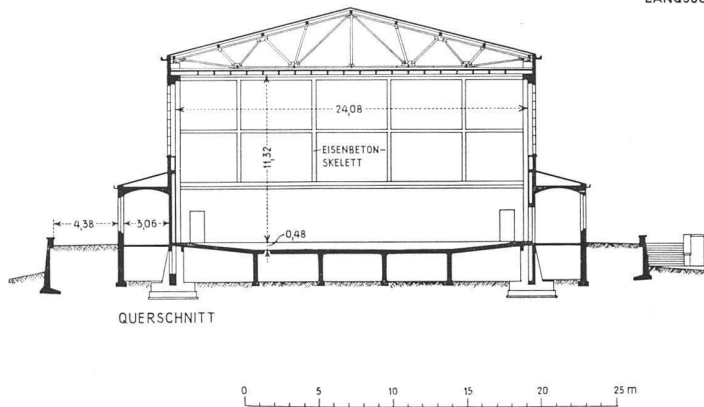 24,08
11,32
EISENBETON-
SKELETT
4,38
3,06
0,48
QUERSCHNITT
0 5 10 15 20 25 m